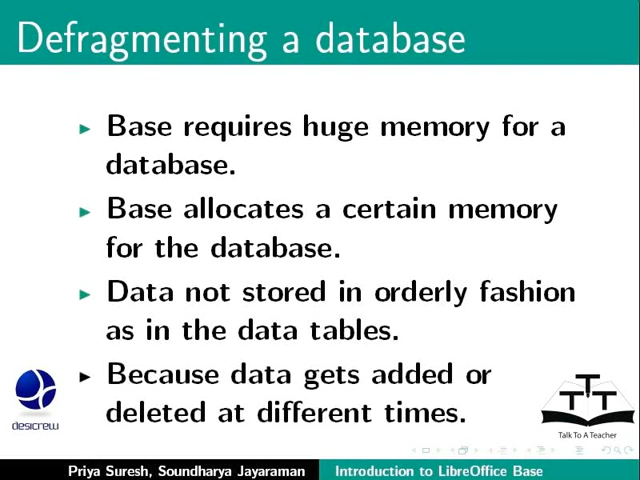 Defragmenting a database
Base requires huge memory for a
database.
Base allocates a certain memory
for the database.
Data not stored in orderly fashion
as in the data tables.
Because data gets added or
deleted at different times.
desicrew
TTT
Talk To A Teacher
Priya Suresh, Soundharya Jayaraman
Introduction to LibreOffice Base